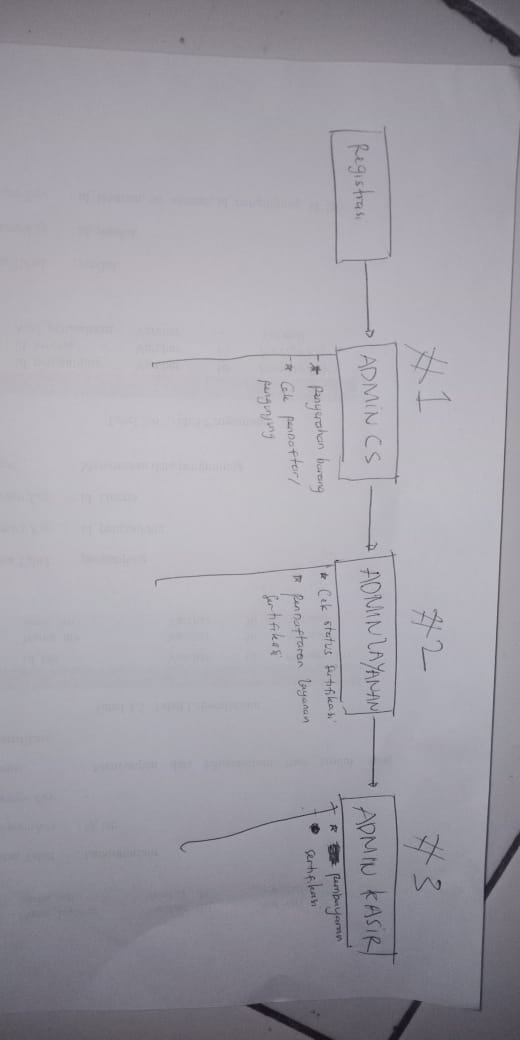 #1
#2
#3
Registrasi
ADMIN CS
ADMIN LAYANAN
ADMIN KASIR
* Penyerahan barang
* Cek pendaftar/
pengunjung
* Cek status Sertifikasi
* Pendaftaran layanan
Sertifikasi
* Pembayaran
Sertifikasi